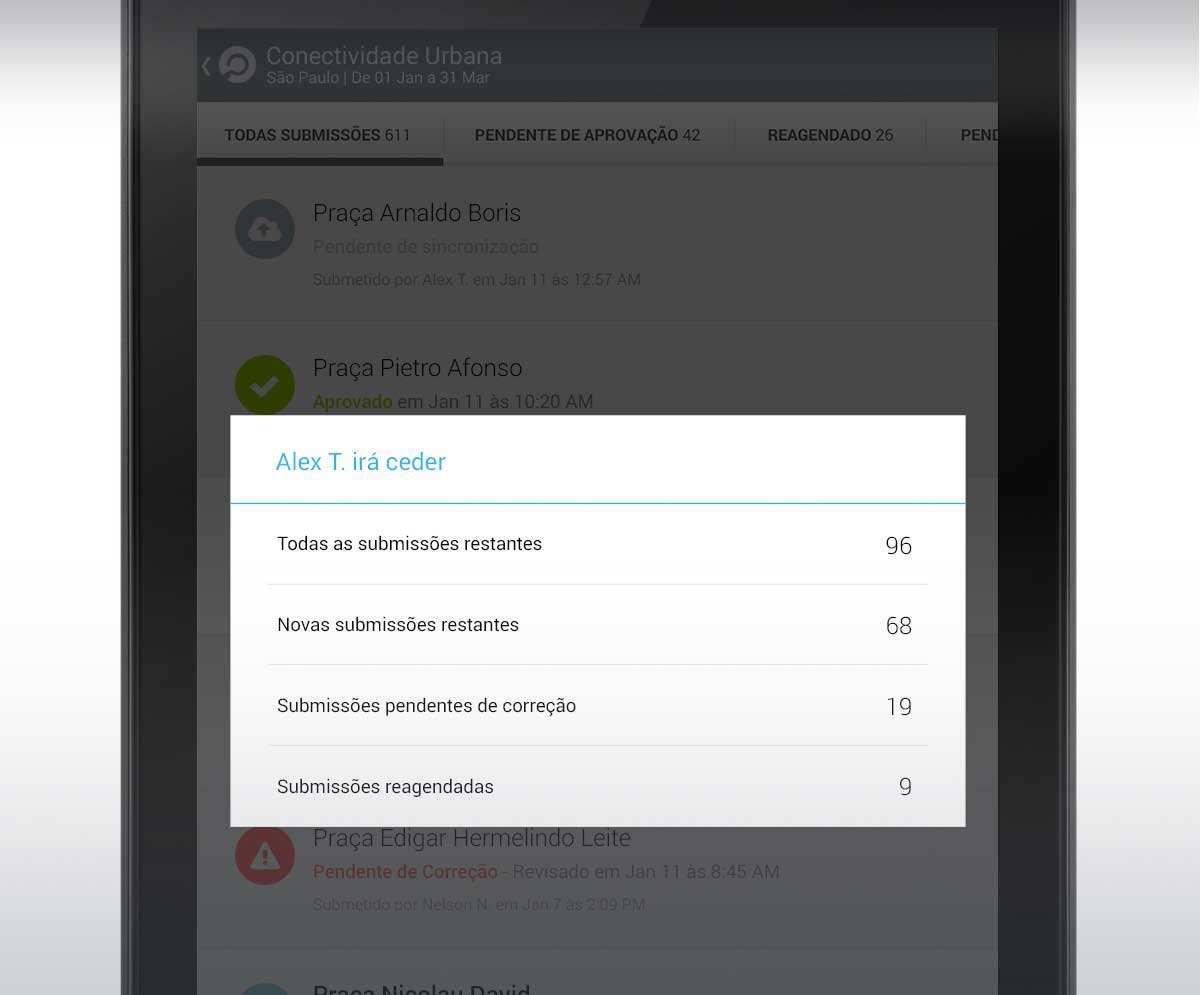 Conectividade Urbana
São Paulo | De 01 Jan a 31 Mar
TODAS SUBMISSÕES 611 PENDENTE DE APROVAÇÃO 42 REAGENDADO 26 PEND
Praça Arnaldo Boris
Pendente de sincronização
Submetido por Alex T. em Jan 11 às 12:57 AM
Praça Pietro Afonso
Aprovado em Jan 11 às 10:20 AM
Alex T. irá ceder
Todas as submissões restantes 96
Novas submissões restantes 68
Submissões pendentes de correção 19
Submissões reagendadas 9
Praça Edigar Hermelindo Leite
Pendente de Correção - Revisado em Jan 11 às 8:45 AM
Submetido por Nelson N. em Jan 7 às 2:09 PM
Praça Nicolau David